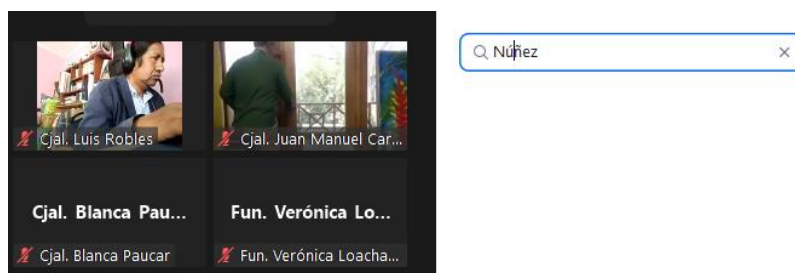 Núñez
Cjal. Luis Robles
Cjal. Juan Manuel Car...
Cjal. Blanca Pau...
Fun. Verónica Lo...
Cjal. Blanca Paucar
Fun. Verónica Loacha...